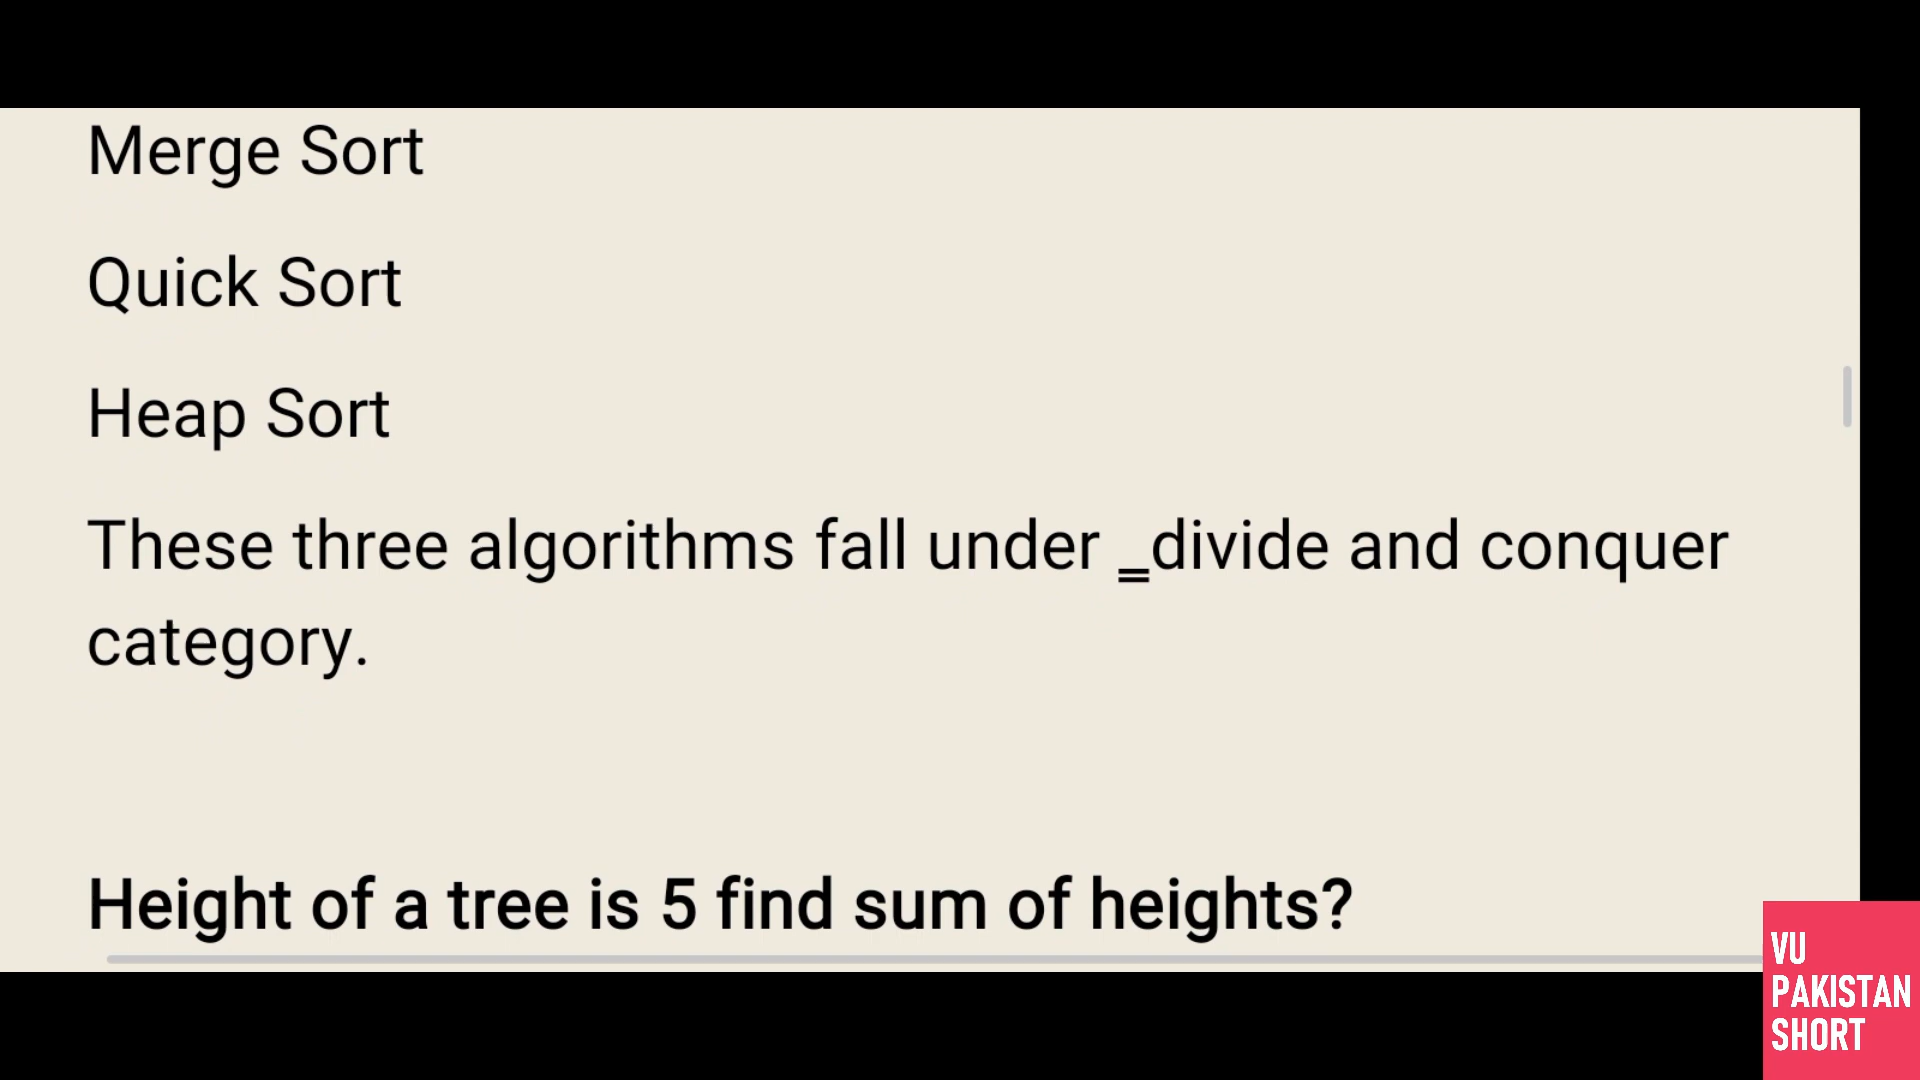 Merge Sort
Quick Sort
Heap Sort
These three algorithms fall under _divide and conquer
category.
Height of a tree is 5 find sum of heights?
VU
PAKISTAN
SHORT